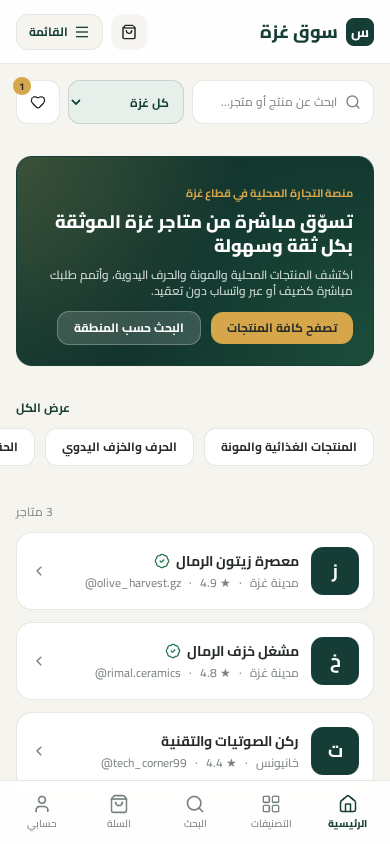 س سوق غزة
القائمة
ابحث عن منتج أو متجر...
كل غزة
1
منصة التجارة المحلية في قطاع غزة
تسوّق مباشرة من متاجر غزة الموثقة
بكل ثقة وسهولة
اكتشف المنتجات المحلية والمونة والحرف اليدوية، وأتمم طلبك
مباشرة كضيف أو عبر واتساب دون تعقيد.
تصفح كافة المنتجات
البحث حسب المنطقة
عرض الكل
المنتجات الغذائية والمونة
الحرف والخزف اليدوي
3 متاجر
ز
معصرة زيتون الرمال
مدينة غزة · ★ 4.9 · @olive_harvest.gz
خ
مشغل خزف الرمال
مدينة غزة · ★ 4.8 · @rimal.ceramics
ت
ركن الصوتيات والتقنية
خانيونس · ★ 4.4 · @tech_corner99
الرئيسية
التصنيفات
البحث
السلة
حسابي